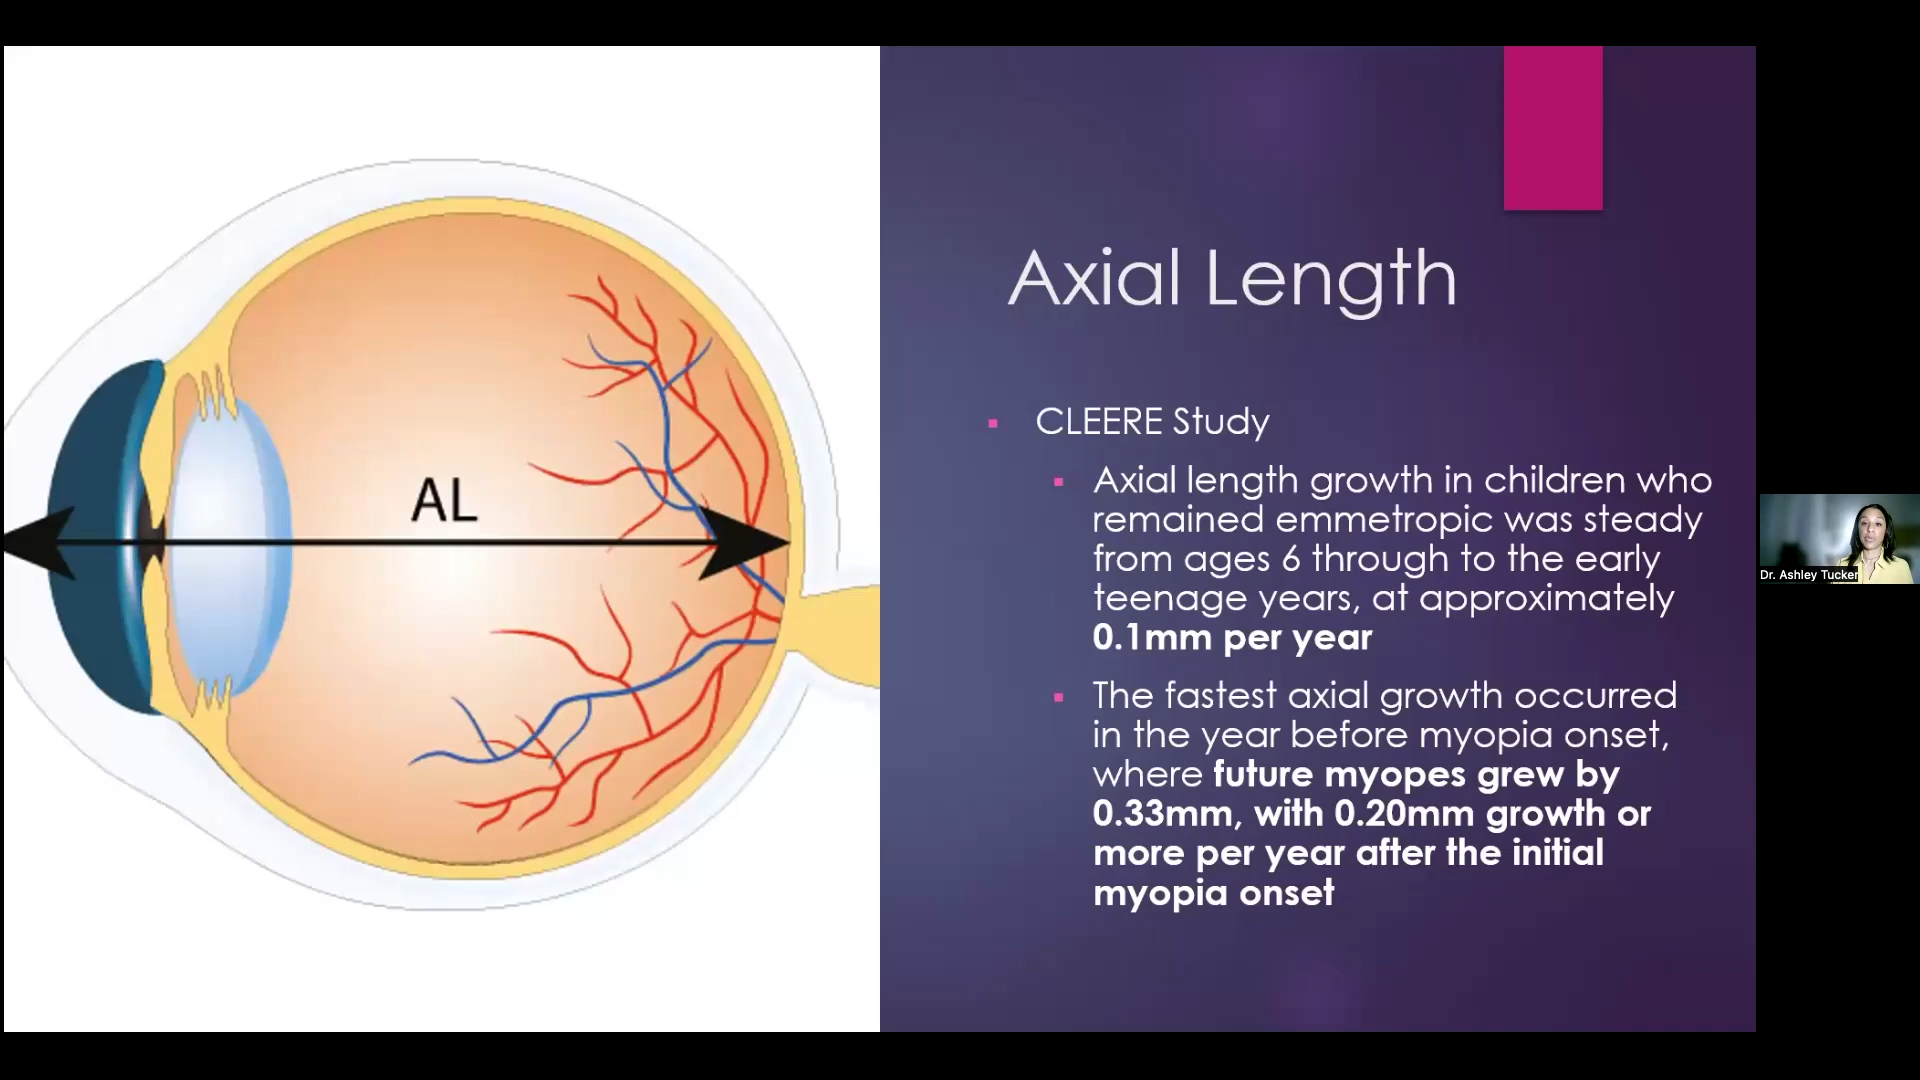 AL
Axial Length
CLEERE Study
Axial length growth in children who
remained emmetropic was steady
from ages 6 through to the early
teenage years, at approximately
0.1mm per year
The fastest axial growth occurred
in the year before myopia onset,
where future myopes grew by
0.33mm, with 0.20mm growth or
more per year after the initial
myopia onset
Dr. Ashley Tucker